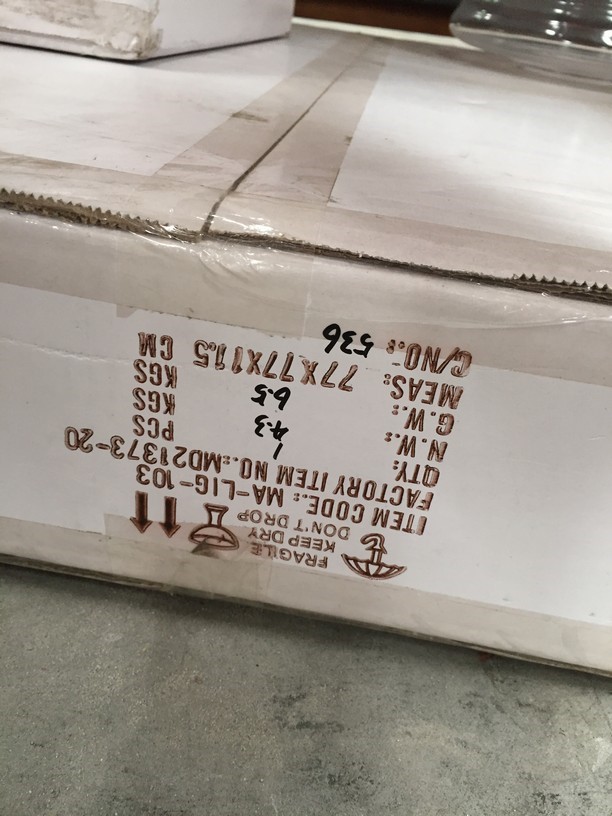 FRAGILE
KEEP DRY
DON'T DROP
ITEM CODE.: MA-LIG-103
FACTORY ITEM NO.:MD21373-20
QTY: 1 PCS
N.W.: 4.3 KGS
G.W.: 6.5 KGS
MEAS: 77X77X11.5 CM
C/NO.: 536